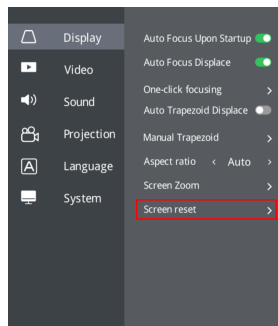 Display
Video
Sound
Projection
Language
System
Auto Focus Upon Startup
Auto Focus Displace
One-click focusing >
Auto Trapezoid Displace
Manual Trapezoid >
Aspect ratio < Auto >
Screen Zoom >
Screen reset >